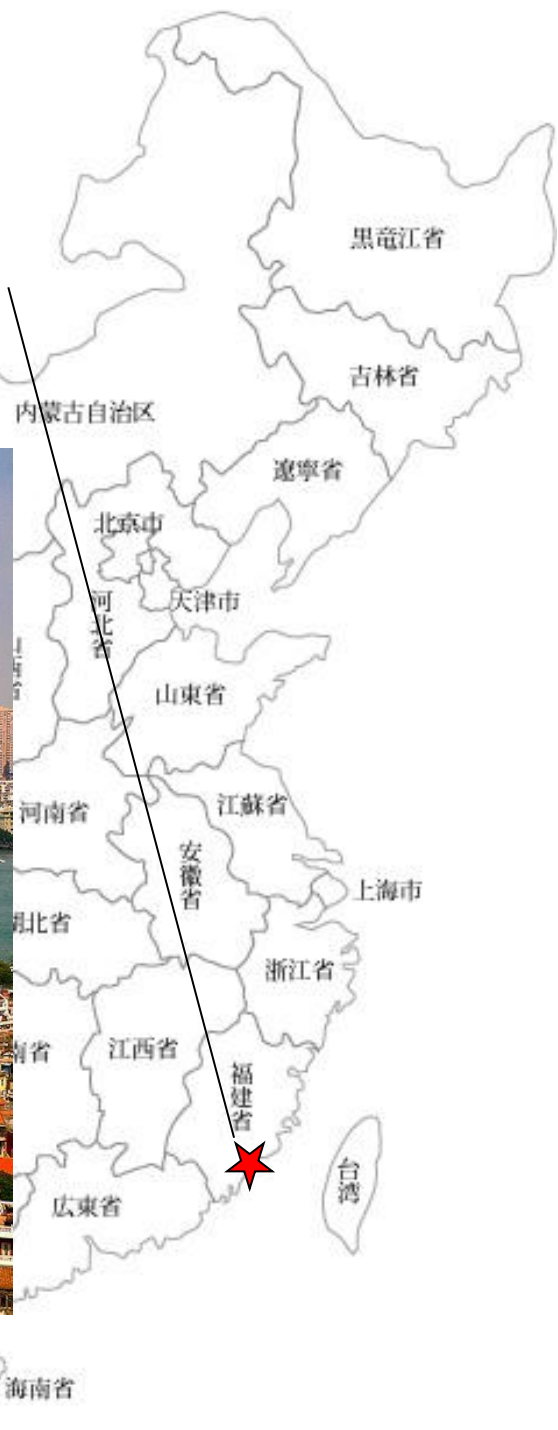 黒竜江省
吉林省
内蒙古自治区
遼寧省
北京市
天津市
河北省
山東省
河南省
江蘇省
安徽省
上海市
湖北省
浙江省
南省
江西省
福建省
台湾
広東省
海南省